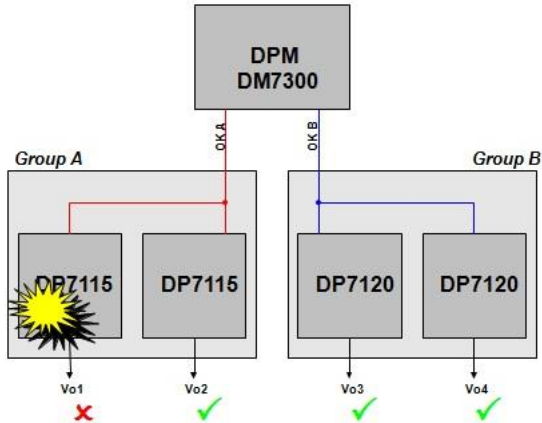 DPM
DM7300
OK A
OK B
Group A
Group B
DP7115
DP7115
DP7120
DP7120
Vo1
Vo2
Vo3
Vo4